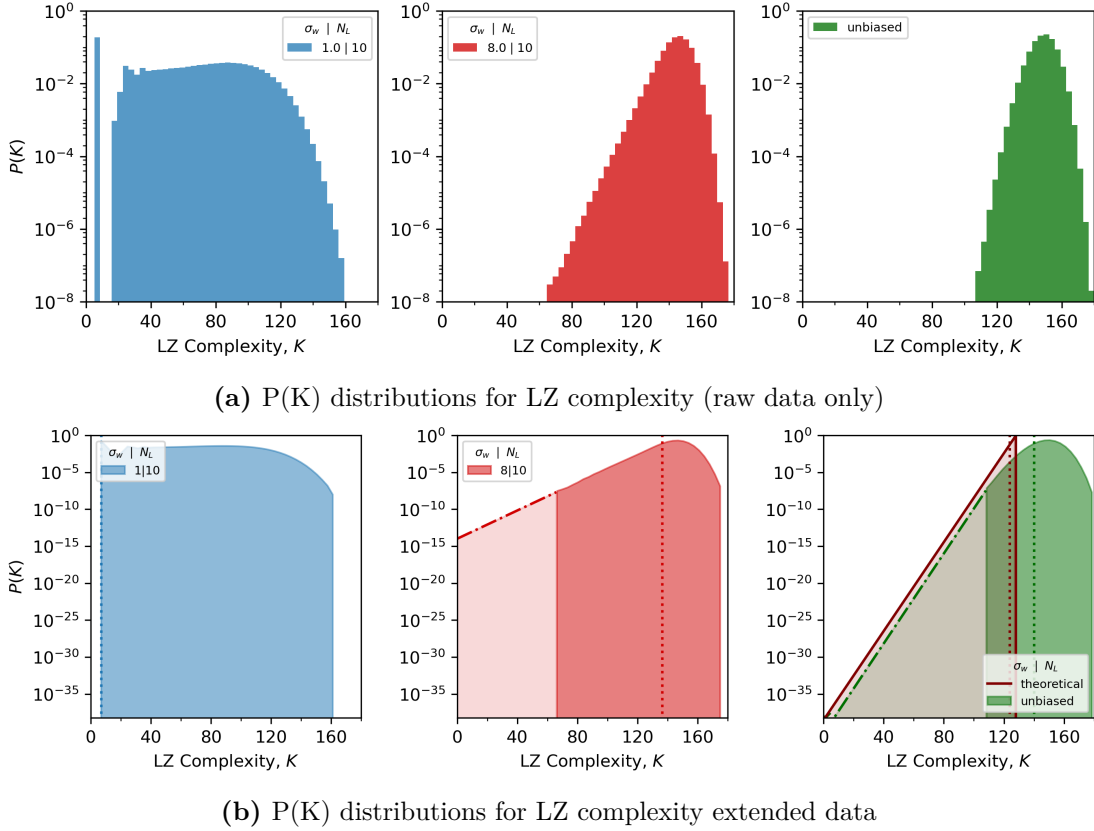 σ_w | N_L
1.0 | 10
σ_w | N_L
8.0 | 10
unbiased
10^0
10^-2
10^-4
10^-6
10^-8
P(K)
0 40 80 120 160
LZ Complexity, K
10^0
10^-2
10^-4
10^-6
10^-8
0 40 80 120 160
LZ Complexity, K
10^0
10^-2
10^-4
10^-6
10^-8
0 40 80 120 160
LZ Complexity, K
(a) P(K) distributions for LZ complexity (raw data only)
σ_w | N_L
1|10
10^0
10^-5
10^-10
10^-15
10^-20
10^-25
10^-30
10^-35
P(K)
0 40 80 120 160
LZ Complexity, K
σ_w | N_L
8|10
10^0
10^-5
10^-10
10^-15
10^-20
10^-25
10^-30
10^-35
0 40 80 120 160
LZ Complexity, K
10^0
10^-5
10^-10
10^-15
10^-20
10^-25
10^-30
10^-35
σ_w | N_L
theoretical
unbiased
0 40 80 120 160
LZ Complexity, K
(b) P(K) distributions for LZ complexity extended data